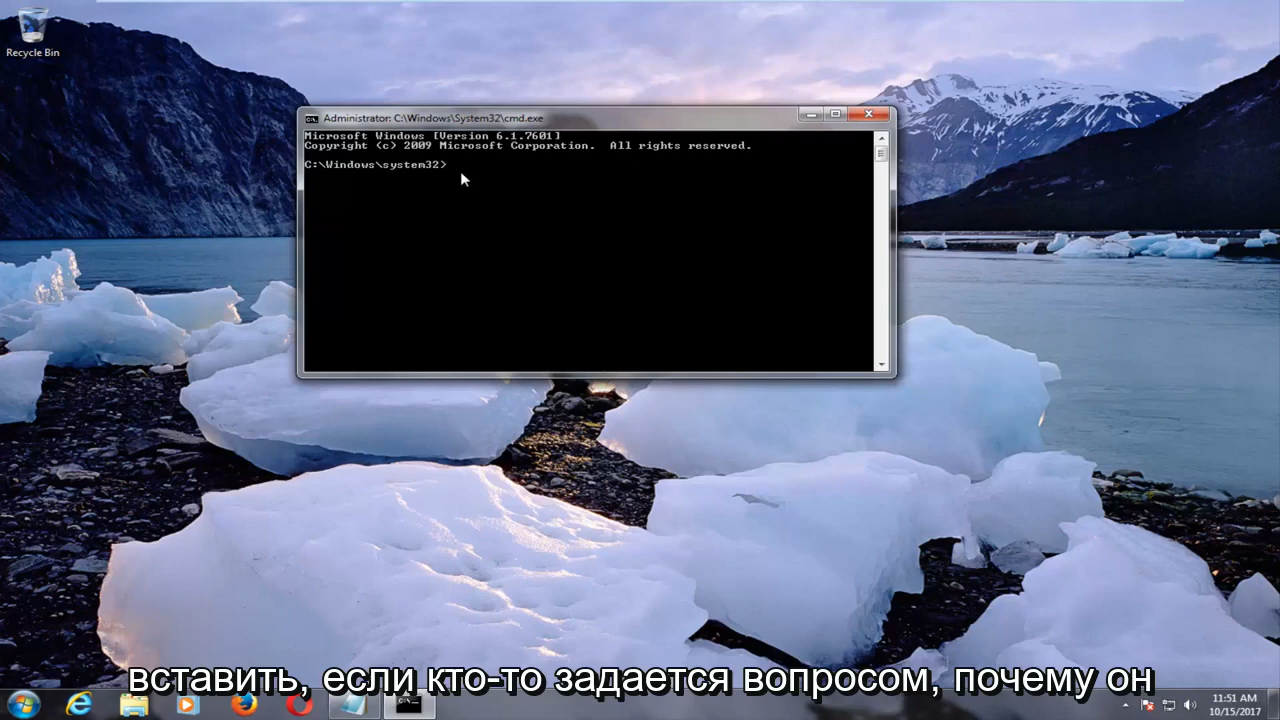 Recycle Bin
Administrator: C:\Windows\System32\cmd.exe
Microsoft Windows [Version 6.1.7601]
Copyright (c) 2009 Microsoft Corporation.  All rights reserved.
C:\Windows\system32>
вставить, если кто-то задается вопросом, почему он
11:51 AM
10/15/2017